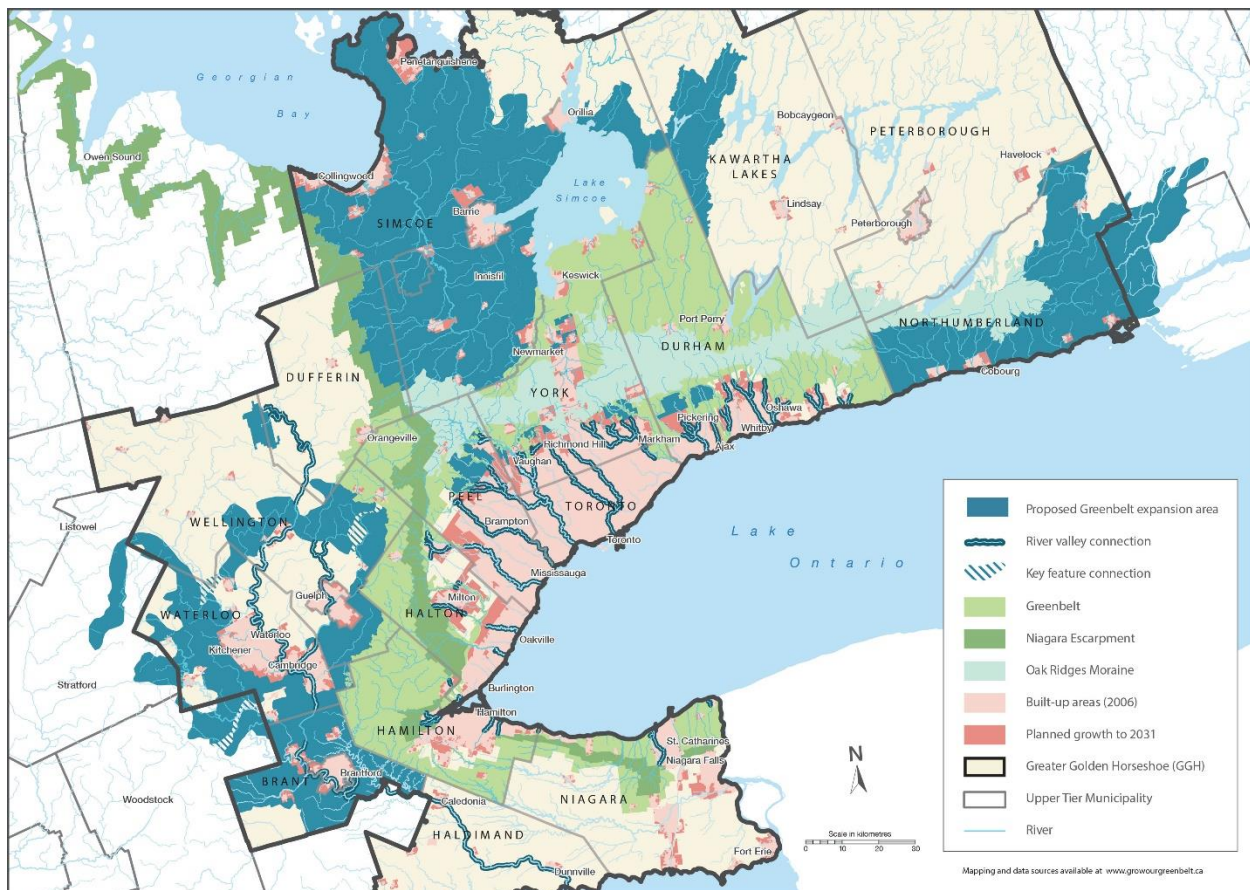 Georgian
Bay
Penetanguishene
Orillia
Bobcaygeon
PETERBOROUGH
Owen Sound
KAWARTHA
LAKES
Havelock
Collingwood
Lake
Simcoe
Lindsay
SIMCOE
Barrie
Peterborough
Innisfil
Keswick
Port Perry
NORTHUMBERLAND
DURHAM
Newmarket
DUFFERIN
Cobourg
YORK
Orangeville
Pickering
Oshawa
Whitby
Richmond Hill
Markham
Ajax
Vaughan
PEEL
TORONTO
Listowel
WELLINGTON
Brampton
Toronto
Lake
Ontario
Mississauga
Guelph
Milton
WATERLOO
HALTON
Waterloo
Oakville
Kitchener
Cambridge
Stratford
Burlington
Hamilton
HAMILTON
St. Catharines
Niagara Falls
BRANT
Brantford
Woodstock
Caledonia
NIAGARA
HALDIMAND
Fort Erie
Dunnville
N
Scale in kilometres
Proposed Greenbelt expansion area
River valley connection
Key feature connection
Greenbelt
Niagara Escarpment
Oak Ridges Moraine
Built-up areas (2006)
Planned growth to 2031
Greater Golden Horseshoe (GGH)
Upper Tier Municipality
River
Mapping and data sources available at www.growourgreenbelt.ca